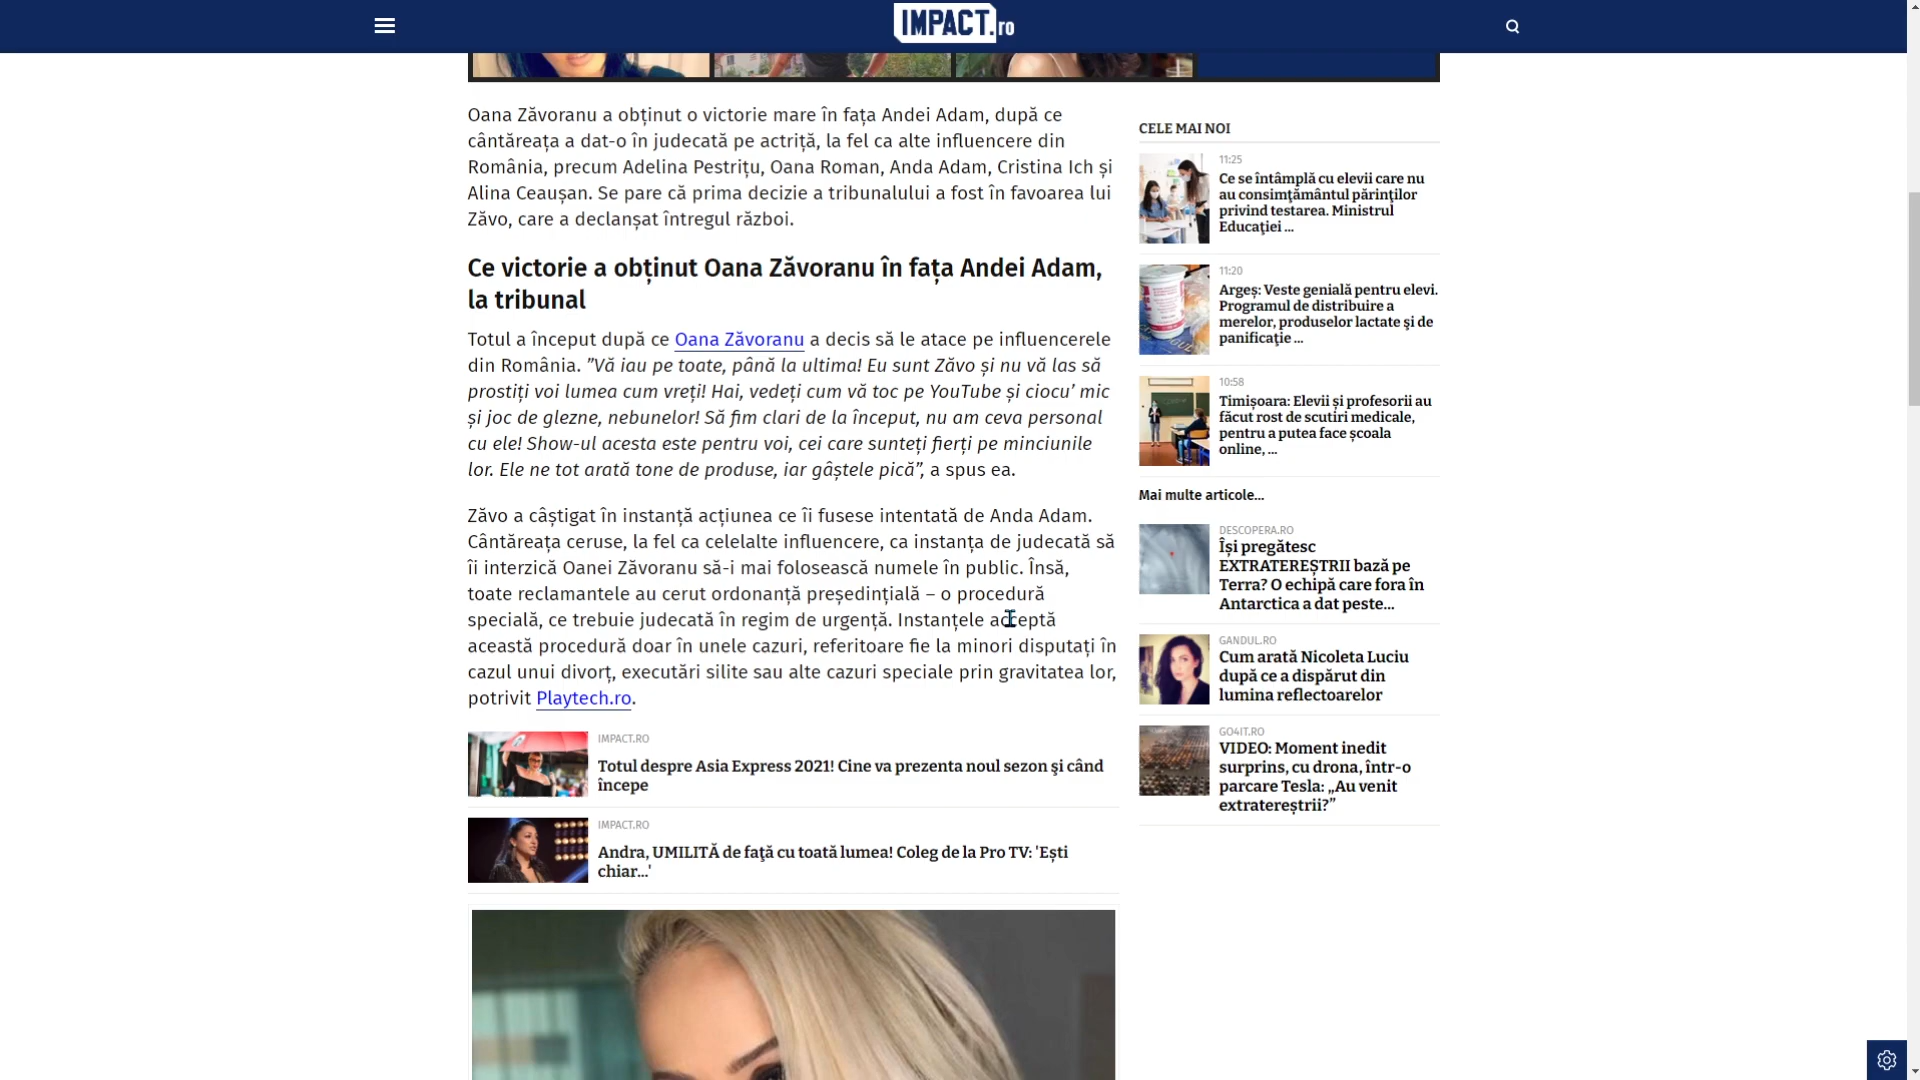 IMPACT.ro
Oana Zăvoranu a obținut o victorie mare în fața Andei Adam, după ce
cântăreața a dat-o în judecată pe actriță, la fel ca alte influencere din
România, precum Adelina Pestrițu, Oana Roman, Anda Adam, Cristina Ich și
Alina Ceaușan. Se pare că prima decizie a tribunalului a fost în favoarea lui
Zăvo, care a declanșat întregul război.
Ce victorie a obținut Oana Zăvoranu în fața Andei Adam,
la tribunal
Totul a început după ce Oana Zăvoranu a decis să le atace pe influencerele
din România. ”Vă iau pe toate, până la ultima! Eu sunt Zăvo și nu vă las să
prostiți voi lumea cum vreți! Hai, vedeți cum vă toc pe YouTube și ciocu’ mic
și joc de glezne, nebunelor! Să fim clari de la început, nu am ceva personal
cu ele! Show-ul acesta este pentru voi, cei care sunteți fierți pe minciunile
lor. Ele ne tot arată tone de produse, iar gâștele pică”, a spus ea.
Zăvo a câștigat în instanță acțiunea ce îi fusese intentată de Anda Adam.
Cântăreața ceruse, la fel ca celelalte influencere, ca instanța de judecată să
îi interzică Oanei Zăvoranu să-i mai folosească numele în public. Însă,
toate reclamantele au cerut ordonanță președințială – o procedură
specială, ce trebuie judecată în regim de urgență. Instanțele acceptă
această procedură doar în unele cazuri, referitoare fie la minori disputați în
cazul unui divorț, executări silite sau alte cazuri speciale prin gravitatea lor,
potrivit Playtech.ro.
IMPACT.RO
Totul despre Asia Express 2021! Cine va prezenta noul sezon şi când
începe
IMPACT.RO
Andra, UMILITĂ de faţă cu toată lumea! Coleg de la Pro TV: 'Ești
chiar...'
CELE MAI NOI
11:25
Ce se întâmplă cu elevii care nu
au consimţământul părinţilor
privind testarea. Ministrul
Educaţiei ...
11:20
Argeș: Veste genială pentru elevi.
Programul de distribuire a
merelor, produselor lactate şi de
panificaţie ...
10:58
Timișoara: Elevii și profesorii au
făcut rost de scutiri medicale,
pentru a putea face școala
online, ...
Mai multe articole...
DESCOPERA.RO
Își pregătesc
EXTRATEREȘTRII bază pe
Terra? O echipă care fora în
Antarctica a dat peste...
GANDUL.RO
Cum arată Nicoleta Luciu
după ce a dispărut din
lumina reflectoarelor
GO4IT.RO
VIDEO: Moment inedit
surprins, cu drona, într-o
parcare Tesla: „Au venit
extratereștrii?”